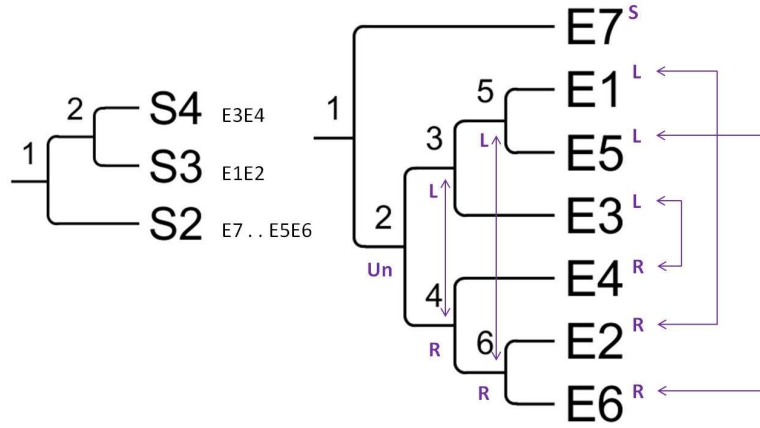 2
S4 E3E4
1
S3 E1E2
S2 E7 . . E5E6
E7 S
1
5
E1 L
3
L
E5 L
L
E3 L
2
Un
E4 R
4
R
6
E2 R
R
E6 R